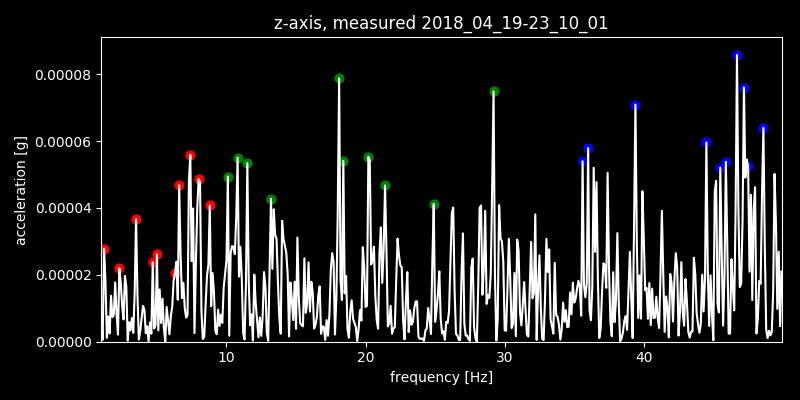 z-axis, measured 2018_04_19-23_10_01
0.00008
0.00006
0.00004
0.00002
0.00000
acceleration [g]
10 20 30 40
frequency [Hz]